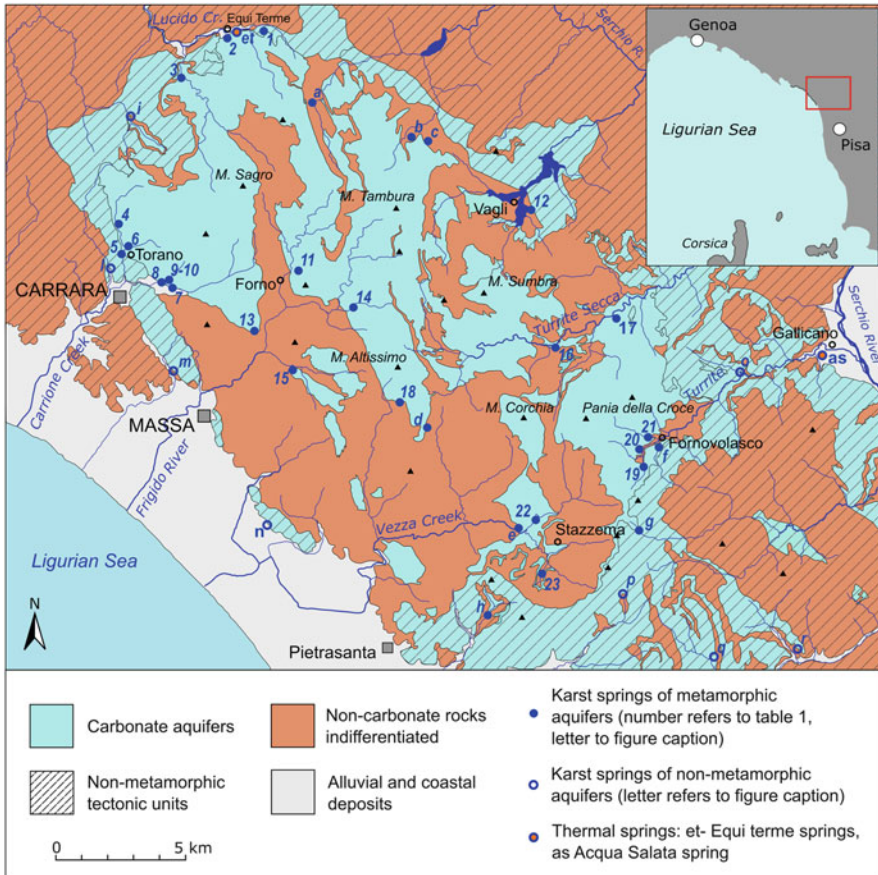 Lucido Cr.
Equi Terme
2
et
1
3
Serchio R.
Genoa
Ligurian Sea
Pisa
Corsica
a
i
b
c
M. Sagro
M. Tambura
Vagli
12
4
5
6
Torano
l
8
9-10
7
CARRARA
Forno
11
M. Sumbra
14
Turrite Secca
17
Serchio River
Gallicano
as
13
16
Carrione Creek
m
15
M. Altissimo
o
Turrite
MASSA
18
d
M. Corchia
Pania della Croce
21
20
Fornovolasco
f
19
Frigido River
n
Vezza Creek
22
e
Stazzema
g
Ligurian Sea
23
p
h
N
Pietrasanta
q
r
Carbonate aquifers
Non-carbonate rocks
indifferentiated
Karst springs of metamorphic
aquifers (number refers to table 1,
letter to figure caption)
Non-metamorphic
tectonic units
Alluvial and coastal
deposits
Karst springs of non-metamorphic
aquifers (letter refers to figure caption)
Thermal springs: et- Equi terme springs,
as Acqua Salata spring
0
5 km